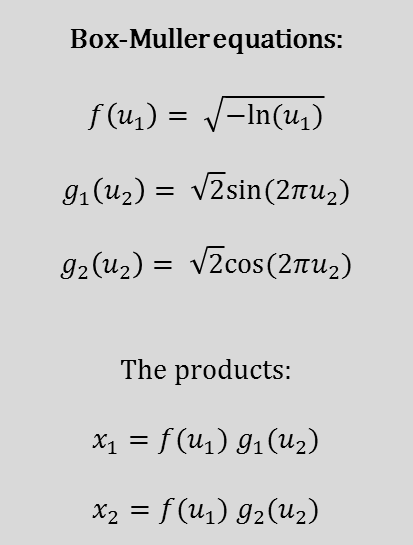 Box-Muller equations:
f(u₁) = √−ln(u₁)
g₁(u₂) = √2sin(2πu₂)
g₂(u₂) = √2cos(2πu₂)
The products:
x₁ = f(u₁) g₁(u₂)
x₂ = f(u₁) g₂(u₂)